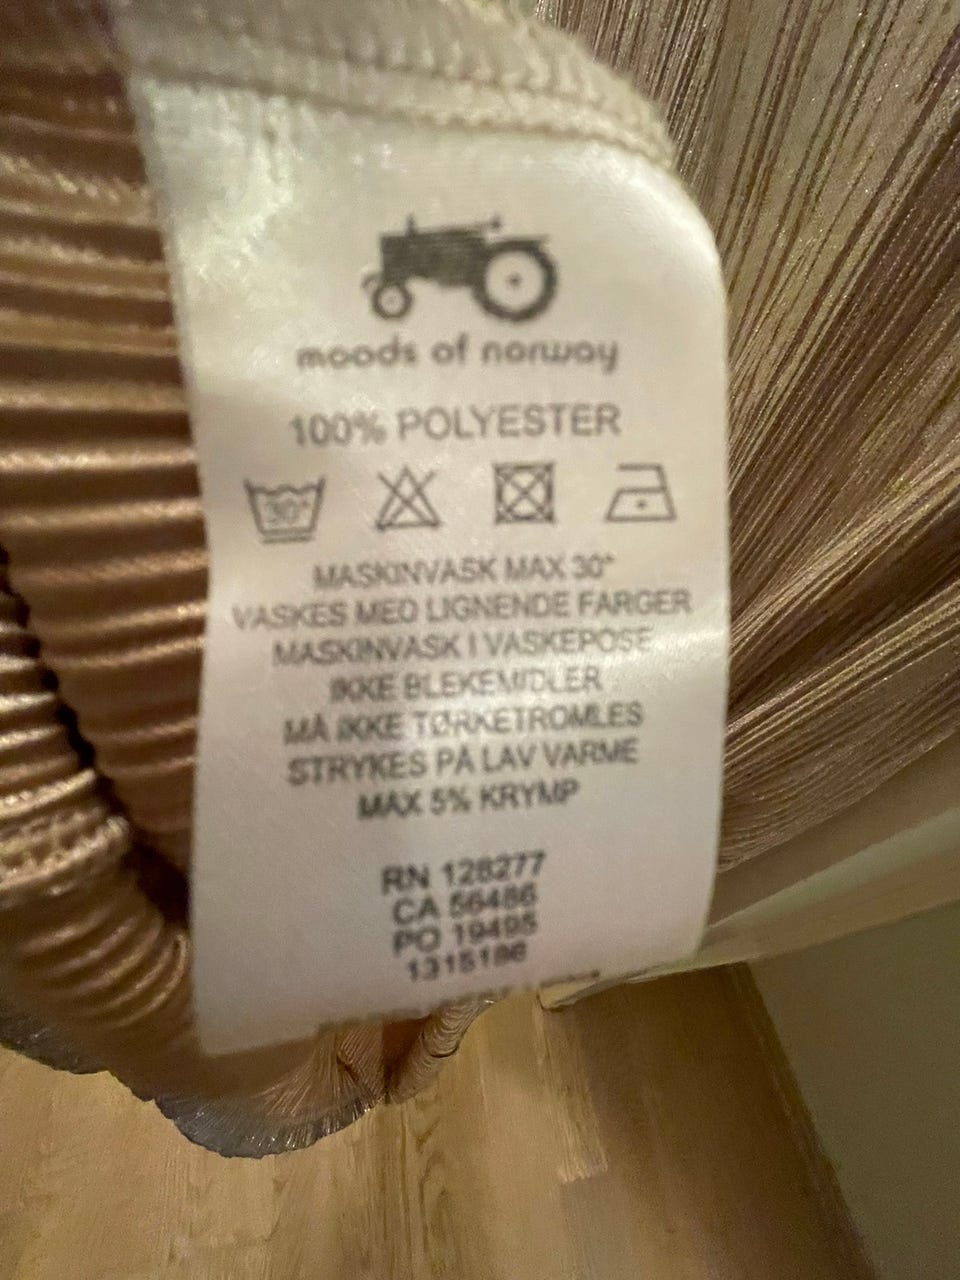 moods of norway
100% POLYESTER
30°
MASKINVASK MAX 30°
VASKES MED LIGNENDE FARGER
MASKINVASK I VASKEPOSE
IKKE BLEKEMIDLER
MÅ IKKE TØRKETROMLES
STRYKES PÅ LAV VARME
MAX 5% KRYMP
RN 128277
CA 56486
PO 19495
1315186